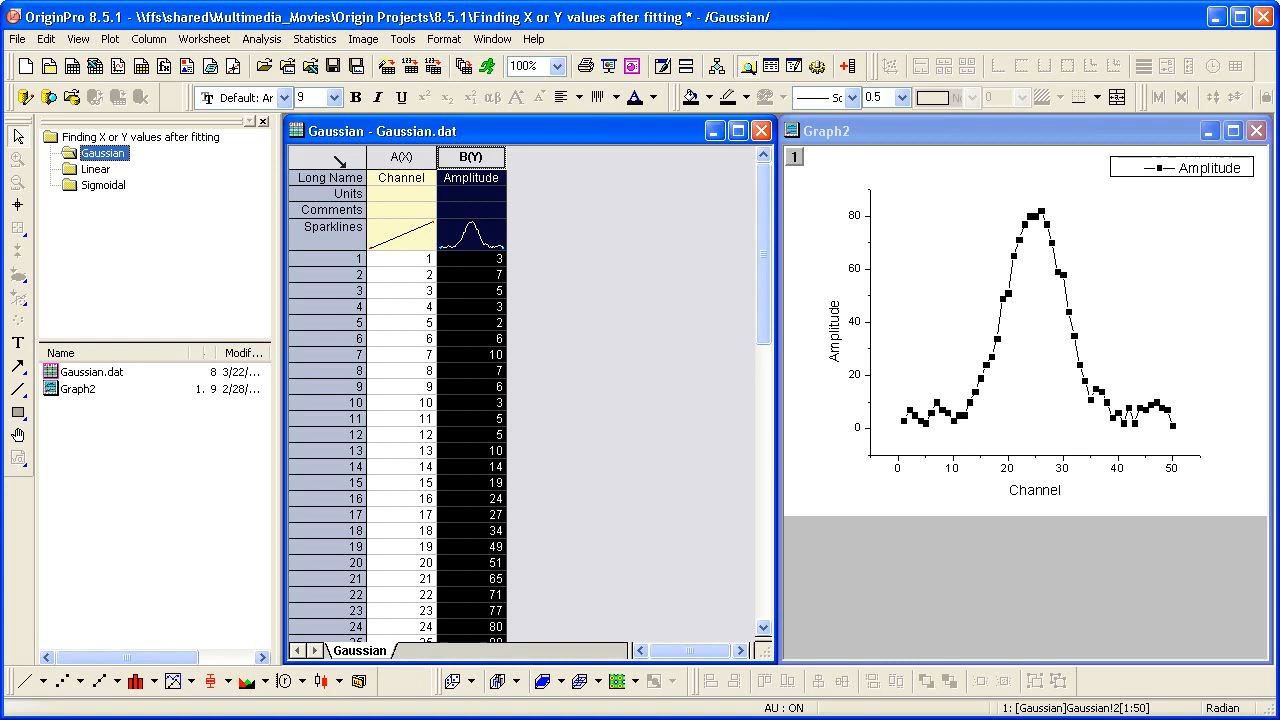 OriginPro 8.5.1 - \\ffs\shared\Multimedia_Movies\Origin Projects\8.5.1\Finding X or Y values after fitting * - /Gaussian/
File Edit View Plot Column Worksheet Analysis Statistics Image Tools Format Window Help
100%
Default: Ar 9 B I U 0.5 0
Finding X or Y values after fitting
Gaussian
Linear
Sigmoidal
Name Modif...
Gaussian.dat 8 3/22/...
Graph2 1. 9 2/28/...
Gaussian - Gaussian.dat
A(X) B(Y)
Long Name Channel Amplitude
Units
Comments
Sparklines
1 1 3
2 2 7
3 3 5
4 4 3
5 5 2
6 6 6
7 7 10
8 8 7
9 9 6
10 10 3
11 11 5
12 12 5
13 13 10
14 14 14
15 15 19
16 16 24
17 17 27
18 18 34
19 19 49
20 20 51
21 21 65
22 22 71
23 23 77
24 24 80
Gaussian
Graph2
1
Amplitude
80
60
40
20
0
Amplitude
0 10 20 30 40 50
Channel
AU : ON 1: [Gaussian]Gaussian!2[1:50] Radian